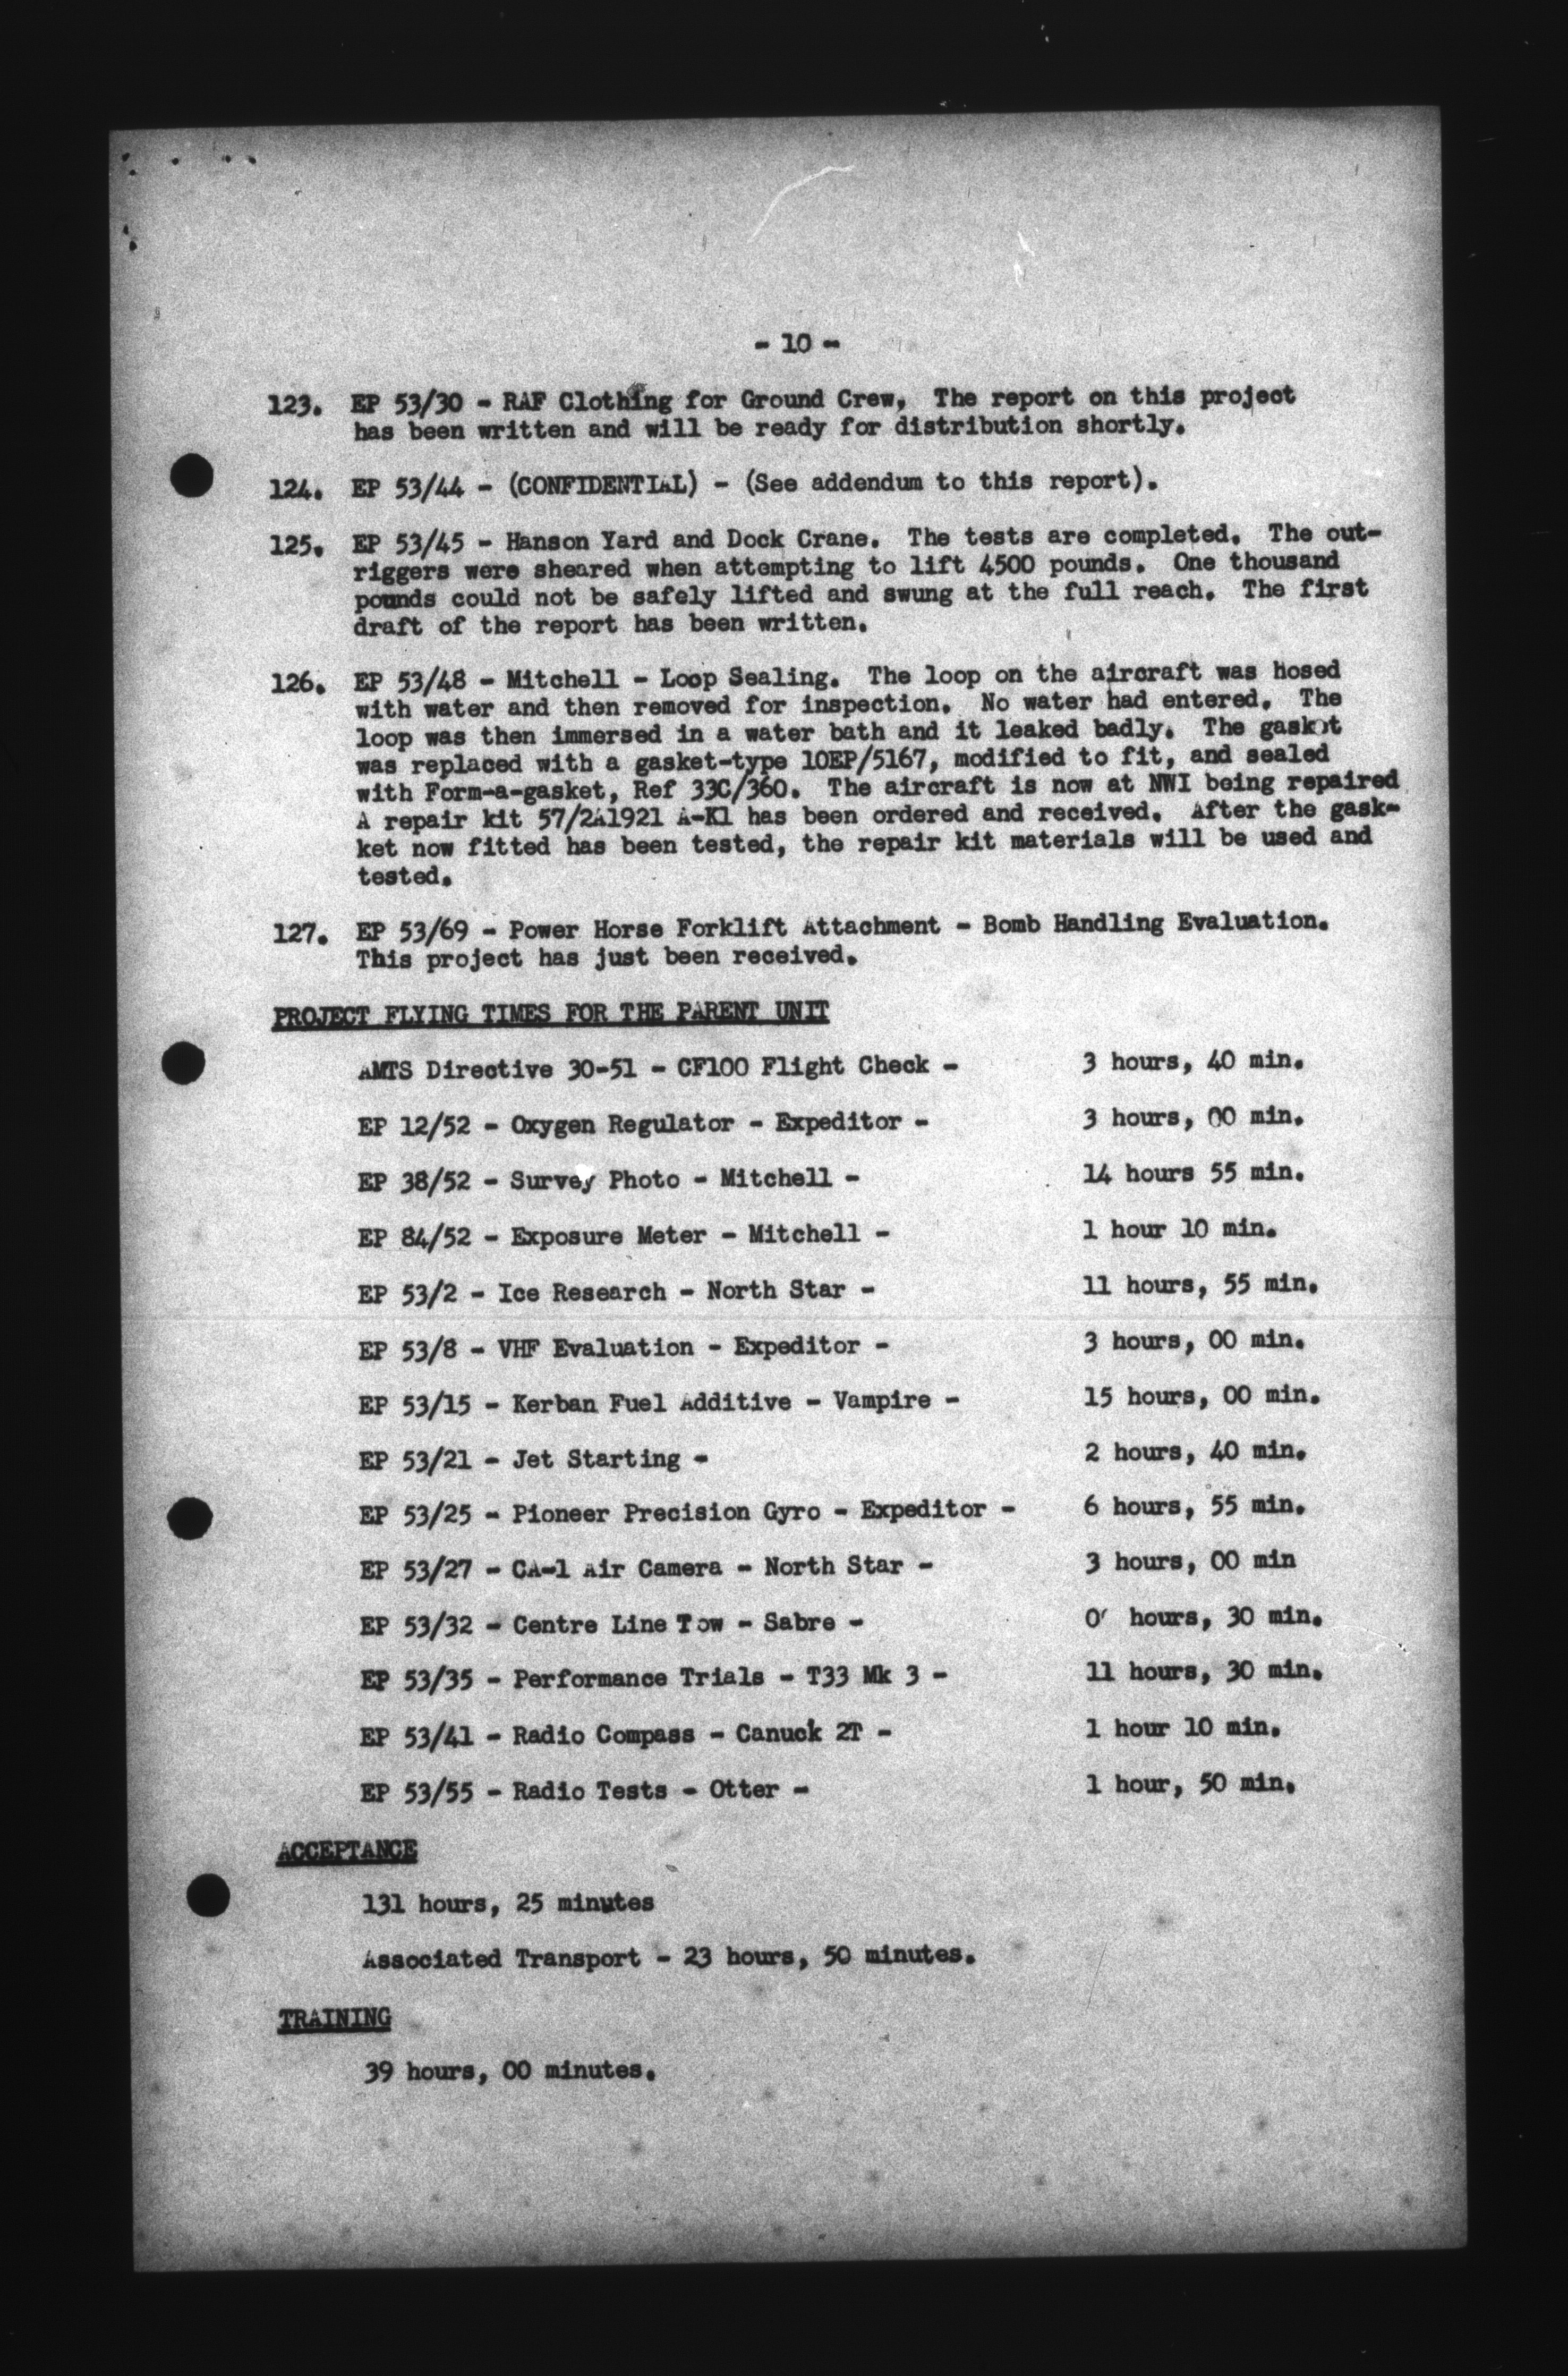 - 10 -
123. EP 53/30 - RAF Clothing for Ground Crew, The report on this project
has been written and will be ready for distribution shortly.
124. EP 53/44 - (CONFIDENTIAL) - (See addendum to this report).
125. EP 53/45 - Hanson Yard and Dock Crane. The tests are completed. The out-
riggers were sheared when attempting to lift 4500 pounds. One thousand
pounds could not be safely lifted and swung at the full reach. The first
draft of the report has been written.
126. EP 53/48 - Mitchell - Loop Sealing. The loop on the aircraft was hosed
with water and then removed for inspection. No water had entered. The
loop was then immersed in a water bath and it leaked badly. The gasket
was replaced with a gasket-type 10EP/5167, modified to fit, and sealed
with Form-a-gasket, Ref 33C/360. The aircraft is now at NWI being repaired
A repair kit 57/2A1921 A-K1 has been ordered and received. After the gask-
ket now fitted has been tested, the repair kit materials will be used and
tested.
127. EP 53/69 - Power Horse Forklift Attachment - Bomb Handling Evaluation.
This project has just been received.
PROJECT FLYING TIMES FOR THE PARENT UNIT
AMTS Directive 30-51 - CF100 Flight Check - 3 hours, 40 min.
EP 12/52 - Oxygen Regulator - Expeditor - 3 hours, 00 min.
EP 38/52 - Survey Photo - Mitchell - 14 hours 55 min.
EP 84/52 - Exposure Meter - Mitchell - 1 hour 10 min.
EP 53/2 - Ice Research - North Star - 11 hours, 55 min.
EP 53/8 - VHF Evaluation - Expeditor - 3 hours, 00 min.
EP 53/15 - Kerban Fuel Additive - Vampire - 15 hours, 00 min.
EP 53/21 - Jet Starting - 2 hours, 40 min.
EP 53/25 - Pioneer Precision Gyro - Expeditor - 6 hours, 55 min.
EP 53/27 - CA-1 Air Camera - North Star - 3 hours, 00 min
EP 53/32 - Centre Line Tow - Sabre - 0 hours, 30 min.
EP 53/35 - Performance Trials - T33 Mk 3 - 11 hours, 30 min.
EP 53/41 - Radio Compass - Canuck 2T - 1 hour 10 min.
EP 53/55 - Radio Tests - Otter - 1 hour, 50 min.
ACCEPTANCE
131 hours, 25 minutes
Associated Transport - 23 hours, 50 minutes.
TRAINING
39 hours, 00 minutes.